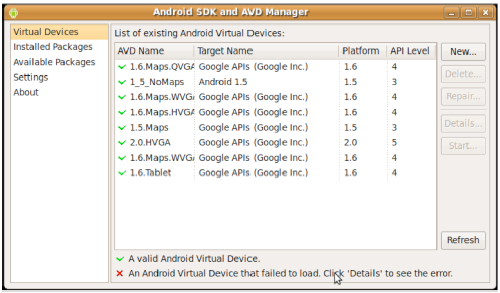 Android SDK and AVD Manager
Virtual Devices
Installed Packages
Available Packages
Settings
About
List of existing Android Virtual Devices:
AVD Name Target Name Platform API Level
1.6.Maps.QVGA Google APIs (Google Inc.) 1.6 4
1_5_NoMaps Android 1.5 1.5 3
1.6.Maps.WVGA Google APIs (Google Inc.) 1.6 4
1.6.Maps.HVGA Google APIs (Google Inc.) 1.6 4
1.5.Maps Google APIs (Google Inc.) 1.5 3
2.0.HVGA Google APIs (Google Inc.) 2.0 5
1.6.Maps.WVGA Google APIs (Google Inc.) 1.6 4
1.6.Tablet Google APIs (Google Inc.) 1.6 4
New...
Delete...
Repair...
Details...
Start...
Refresh
A valid Android Virtual Device.
An Android Virtual Device that failed to load. Click 'Details' to see the error.